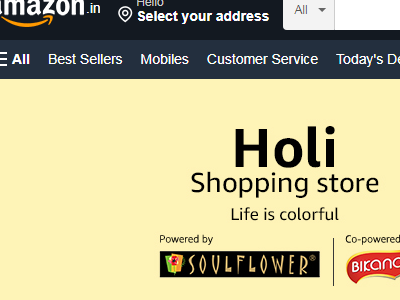 amazon.in
Hello
Select your address
All
All Best Sellers Mobiles Customer Service Today's
Holi
Shopping store
Life is colorful
Powered by Co-powered
SOULFLOWER®